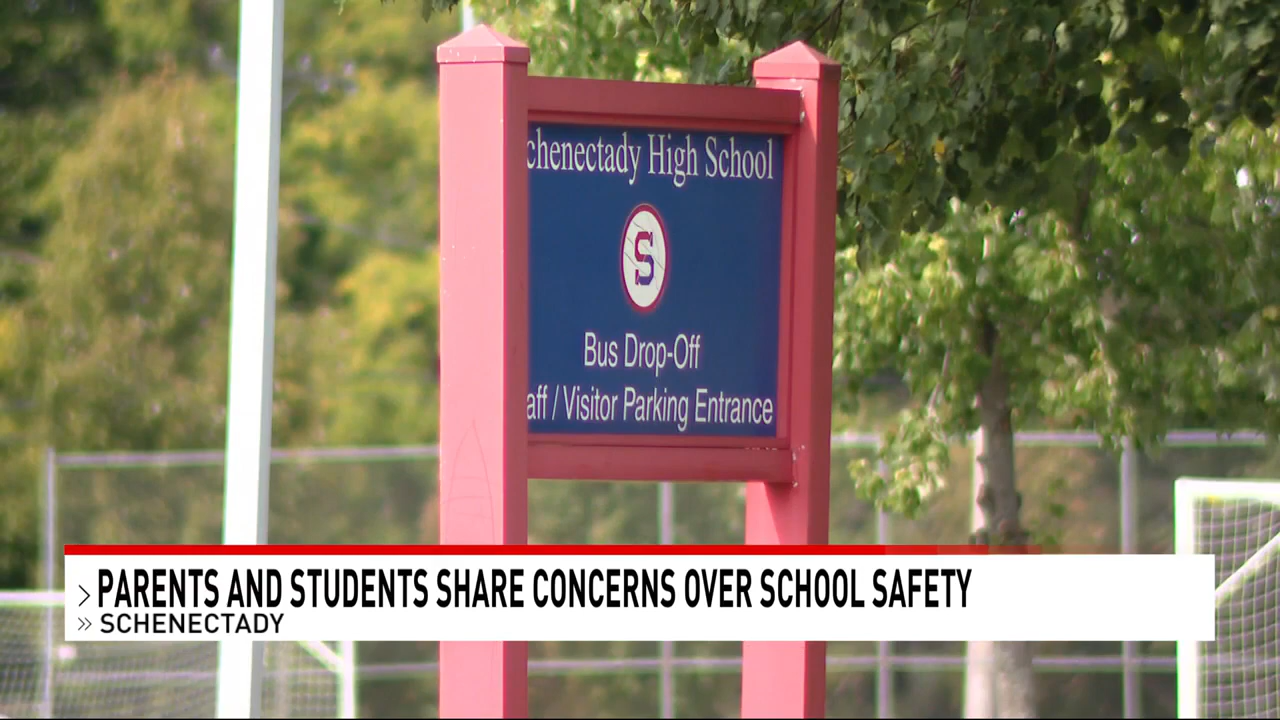 chenectady High School
S
Bus Drop-Off
aff / Visitor Parking Entrance
PARENTS AND STUDENTS SHARE CONCERNS OVER SCHOOL SAFETY
SCHENECTADY